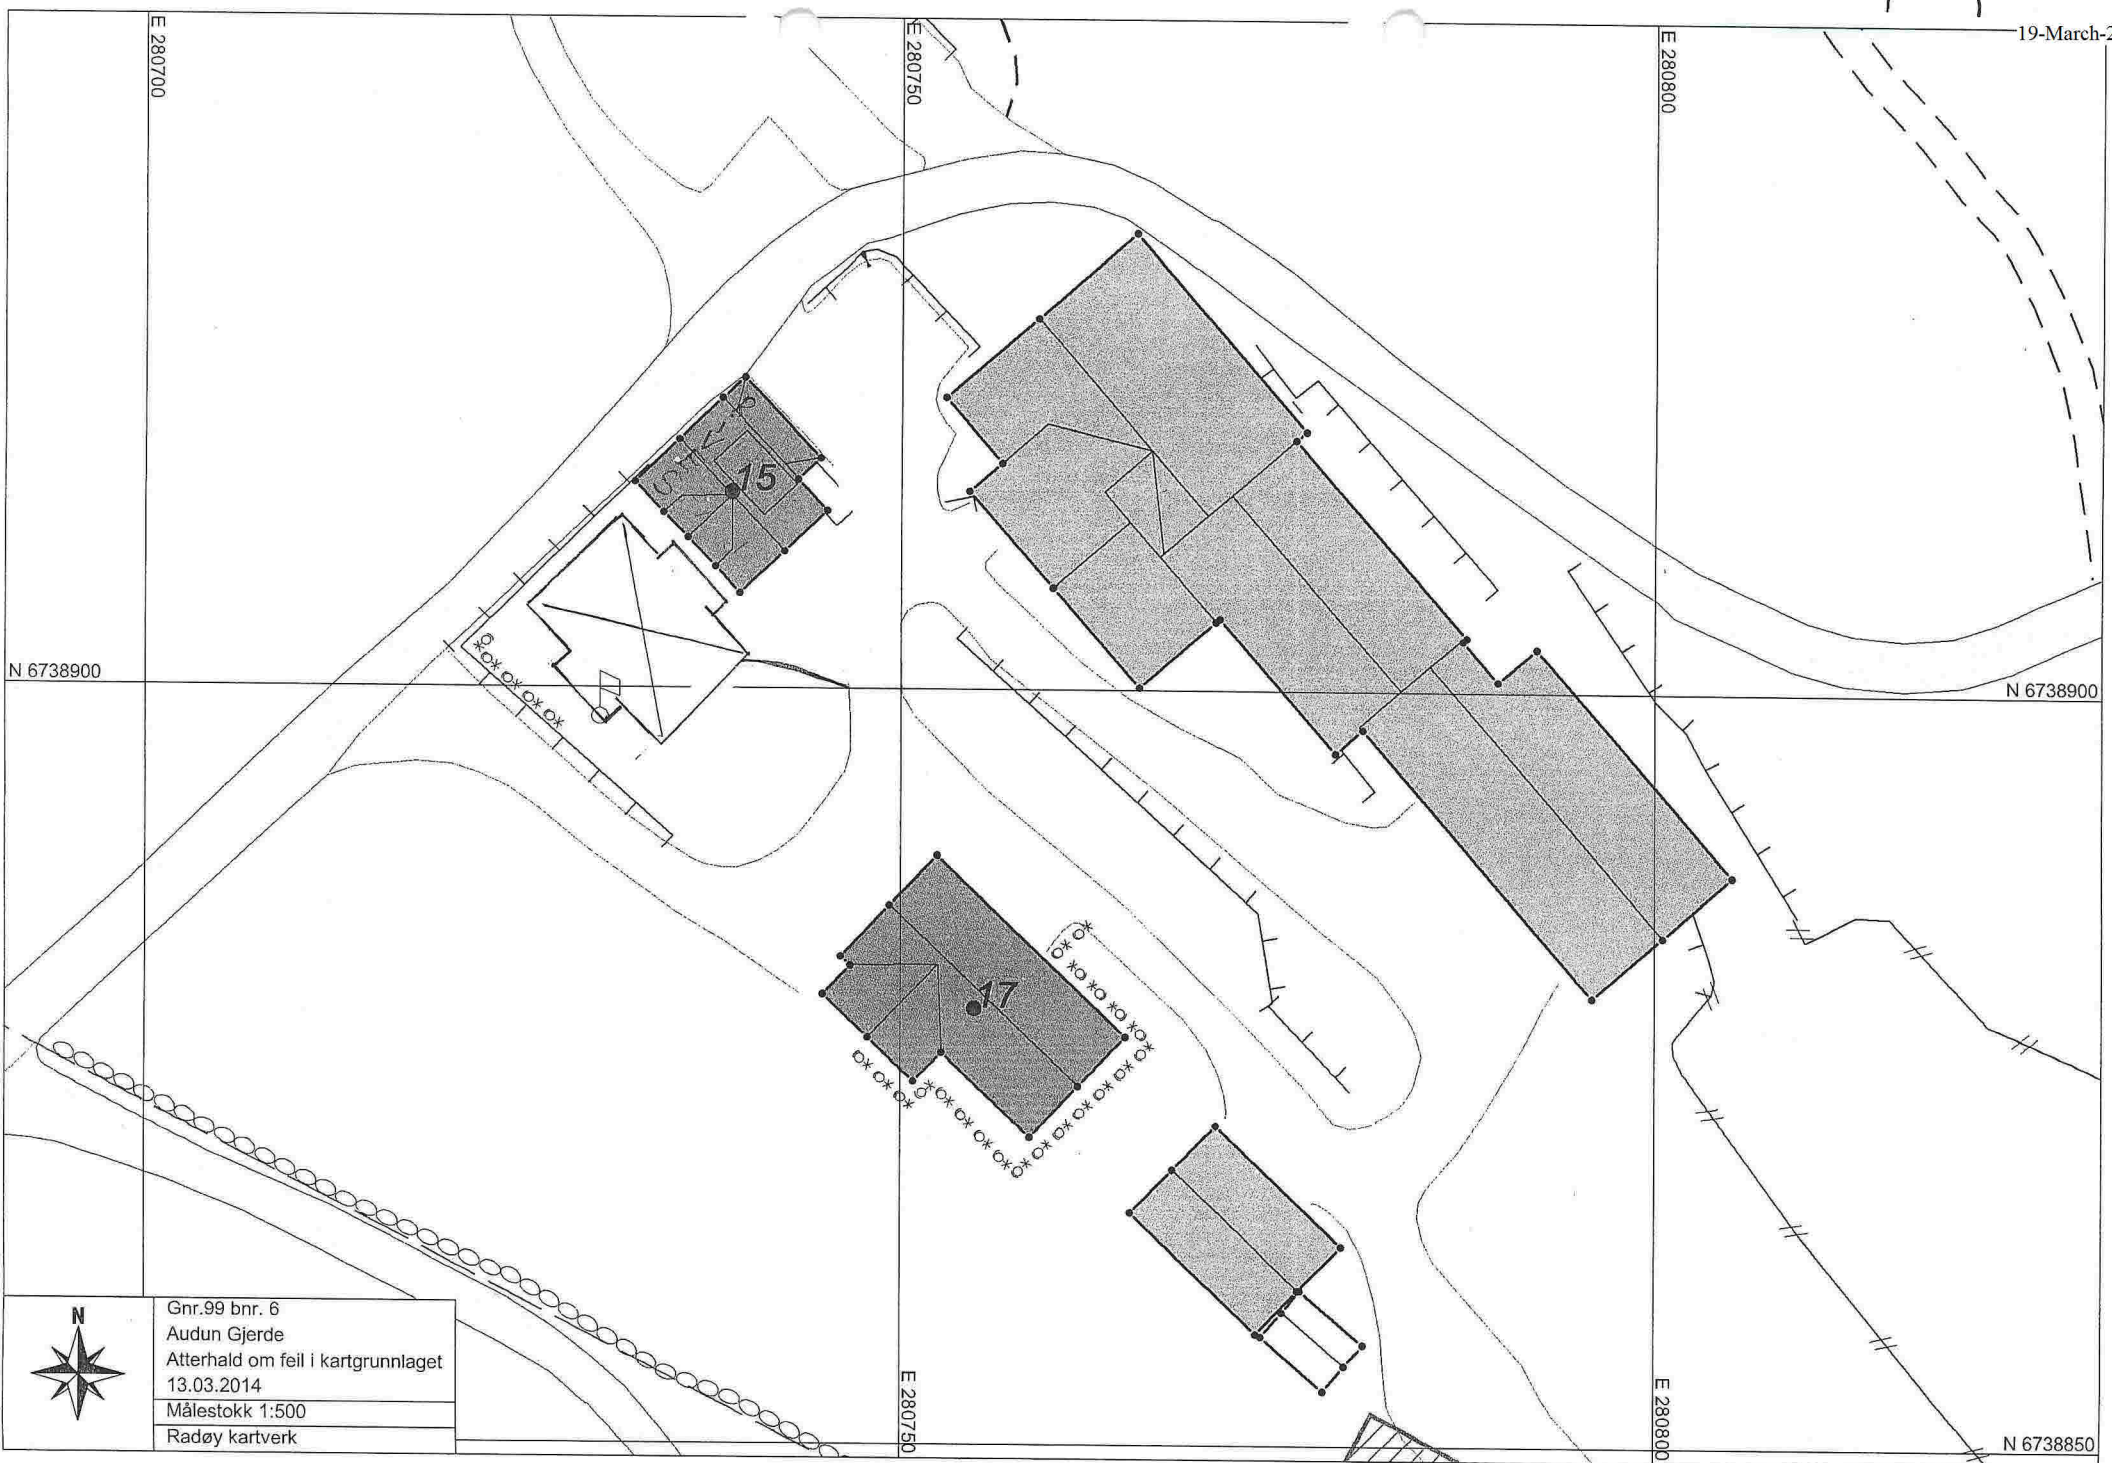 19-March-2
E 280700
E 280750
E 280800
15
N 6738900
N 6738900
17
N
Gnr.99 bnr. 6
Audun Gjerde
Atterhald om feil i kartgrunnlaget
13.03.2014
Målestokk 1:500
Radøy kartverk
E 280750
E 280800
N 6738850